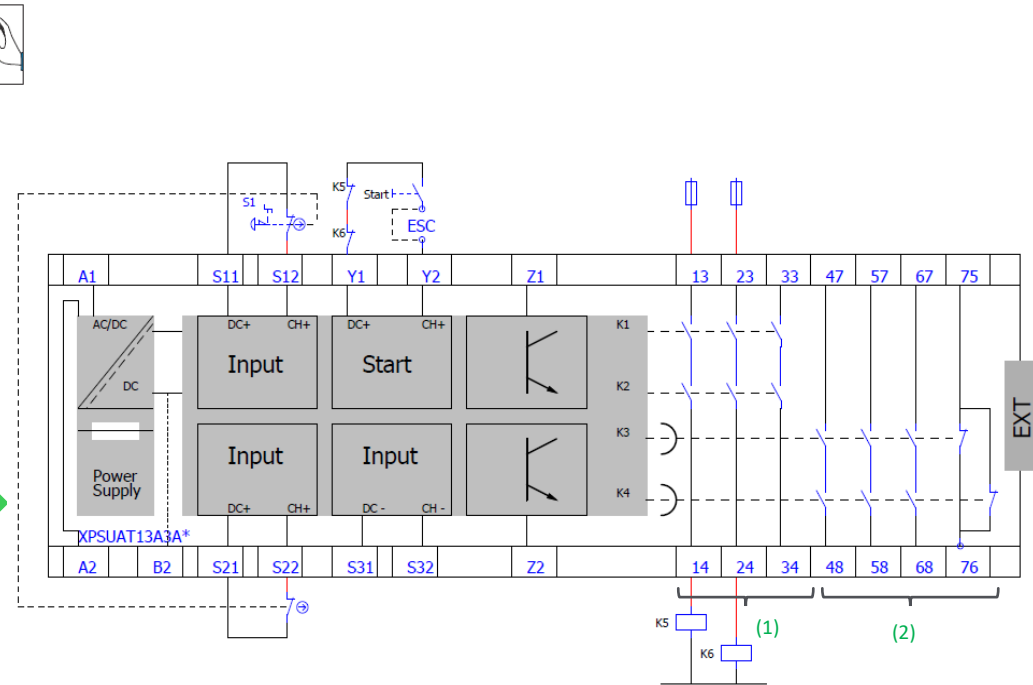 K5
Start
S1
K6
ESC
A1 S11 S12 Y1 Y2 Z1 13 23 33 47 57 67 75
AC/DC DC+ CH+ DC+ CH+ K1
Input Start
DC K2
EXT
K3
Input Input
Power
Supply
K4
DC+ CH+ DC - CH -
XPSUAT13A3A*
A2 B2 S21 S22 S31 S32 Z2 14 24 34 48 58 68 76
K5 (1) (2)
K6